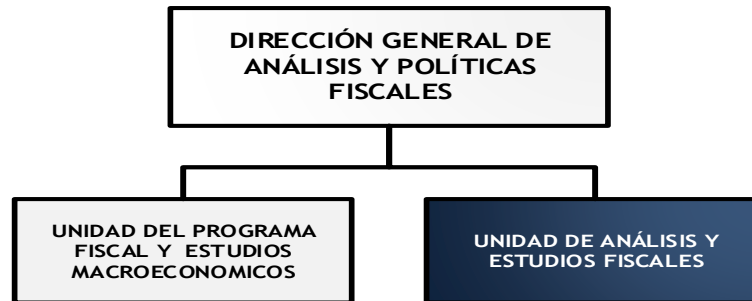 DIRECCIÓN GENERAL DE
ANÁLISIS Y POLÍTICAS
FISCALES
UNIDAD DEL PROGRAMA
FISCAL Y ESTUDIOS
MACROECONOMICOS
UNIDAD DE ANÁLISIS Y
ESTUDIOS FISCALES